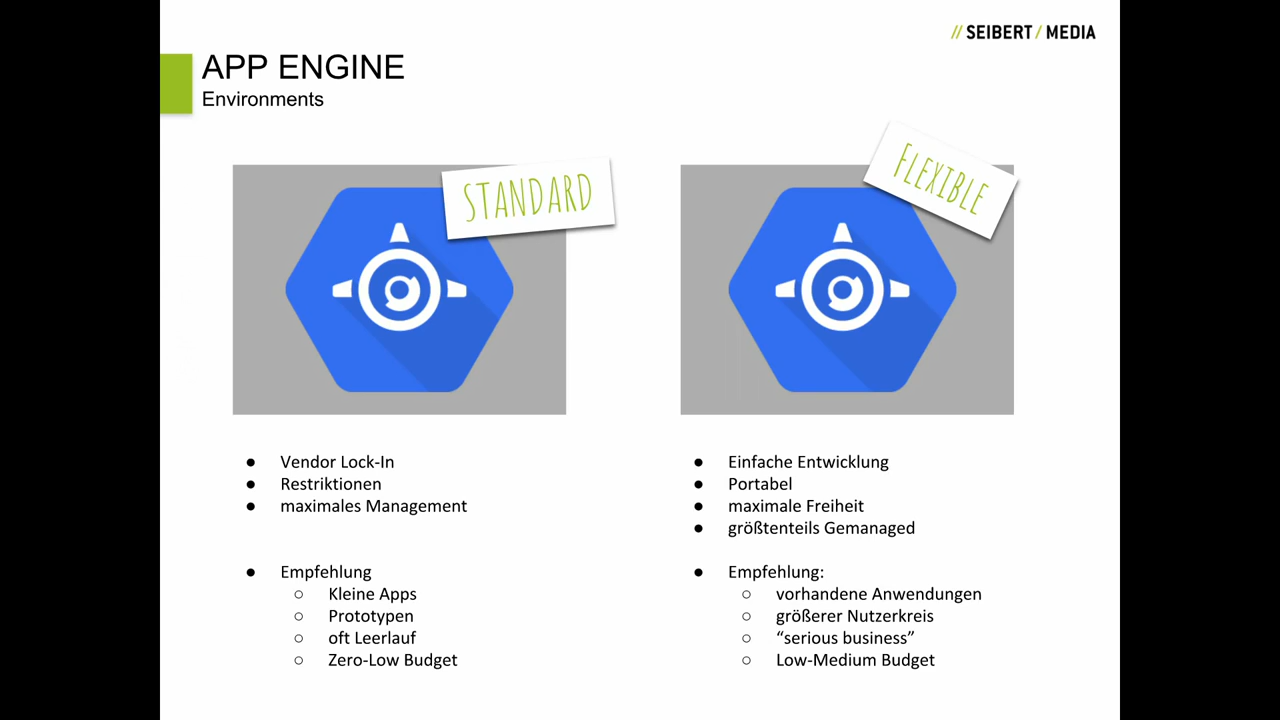 // SEIBERT / MEDIA
APP ENGINE
Environments
STANDARD
● Vendor Lock-In
● Restriktionen
● maximales Management
● Empfehlung
○ Kleine Apps
○ Prototypen
○ oft Leerlauf
○ Zero-Low Budget
FLEXIBLE
● Einfache Entwicklung
● Portabel
● maximale Freiheit
● größtenteils Gemanaged
● Empfehlung:
○ vorhandene Anwendungen
○ größerer Nutzerkreis
○ “serious business”
○ Low-Medium Budget